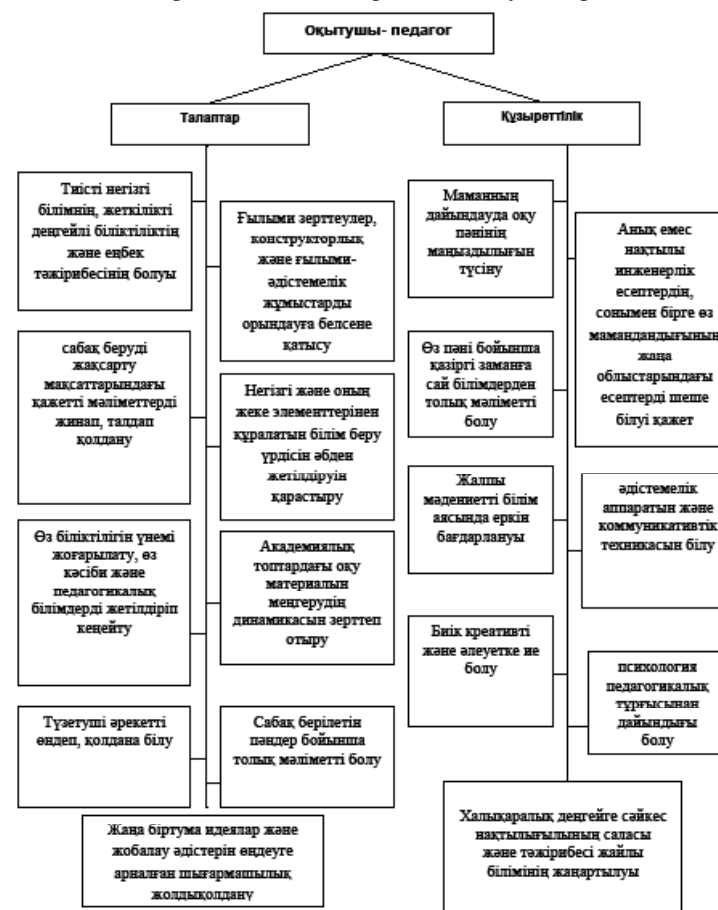 Оқытушы- педагог
Талаптар
Құзыреттілік
Тиісті негізгі
білімнің, жеткілікті
деңгейлі біліктіліктің
және еңбек
тәжірибесінің болуы
Ғылыми зерттеулер,
конструкторлық
және ғылыми-
әдістемелік
жұмыстарды
орындауға белсене
қатысу
сабақ беруді
жақсарту
мақсаттарындағы
қажетті мәліметтерді
жинап, талдап
қолдану
Негізгі және оның
жеке элементтерінен
құралатын білім беру
үрдісін әбден
жетілдіруін
қарастыру
Өз біліктілігін үнемі
жоғарылату, өз
кәсіби және
педагогикалық
білімдерді жетілдіріп
кеңейту
Академиялық
топтардағы оқу
материалын
меңгерудің
динамикасын зерттеп
отыру
Түзетуші әрекетті
өңдеп, қолдана білу
Сабақ берілетін
пәндер бойынша
толық мәліметті болу
Жаңа біртума идеялар және
жобалау әдістерін өңдеуге
арналған шығармашылық
жолдықолдану
Маманның
дайындауда оқу
пәнінің
маңыздылығын
түсіну
Анық емес
нақтылы
инженерлік
есептердің,
сонымен бірге өз
мамандандығының
жаңа
облыстарындағы
есептерді шеше
білуі қажет
Өз пәні бойынша
қазіргі заманға
сай білімдерден
толық мәліметті
болу
Жалпы
мәдениетті білім
аясында еркін
бағдарлануы
әдістемелік
аппаратын және
коммуникативтік
техникасын білу
Биік креативті
және әлеуетке ие
болу
психология
педагогикалық
тұрғысынан
дайындығы
болу
Халықаралық деңгейге сәйкес
нақтылығылының саласы
және тәжірибесі жайлы
білімінің жаңартылуы